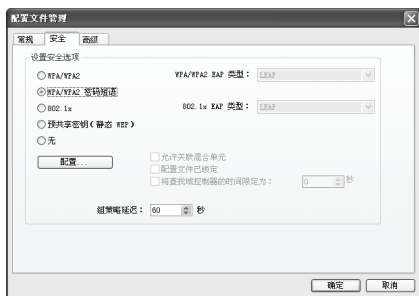 配置文件管理
常规 安全 高级
设置安全选项
WPA/WPA2 WPA/WPA2 EAP 类型： LEAP
WPA/WPA2 密码短语
802.1x 802.1x EAP 类型： LEAP
预共享密钥(静态 WEP)
无
配置... 允许关联混合单元
配置文件已锁定
将查找域控制器的时间限定为： 0 秒
组策略延迟： 60 秒
确定 取消